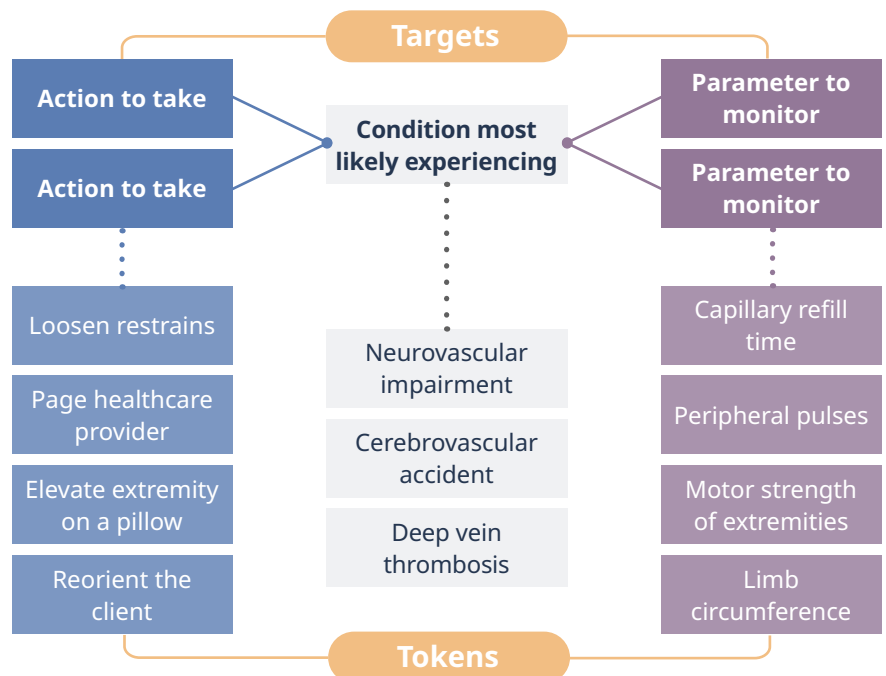 Targets
Action to take
Action to take
Condition most
likely experiencing
Parameter to
monitor
Parameter to
monitor
Loosen restrains
Page healthcare
provider
Elevate extremity
on a pillow
Reorient the
client
Neurovascular
impairment
Cerebrovascular
accident
Deep vein
thrombosis
Capillary refill
time
Peripheral pulses
Motor strength
of extremities
Limb
circumference
Tokens